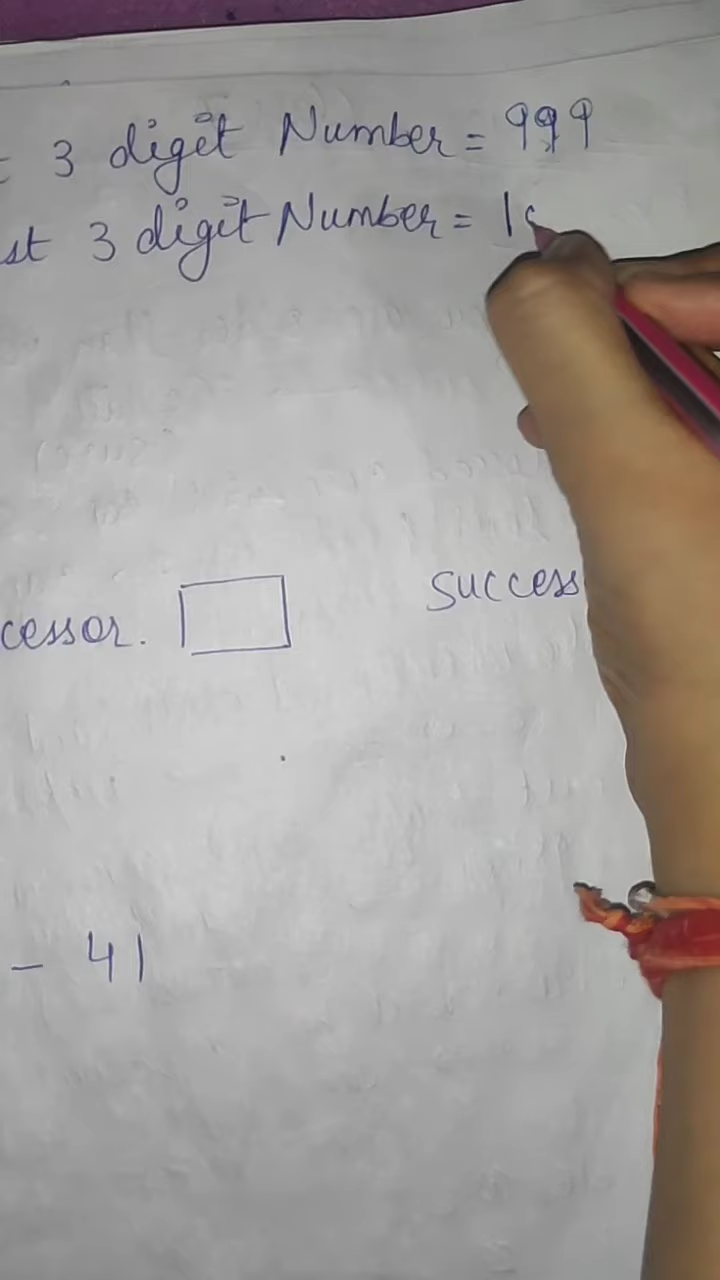 3 digit Number = 999
st 3 digit Number = 1
cessor. success
- 41